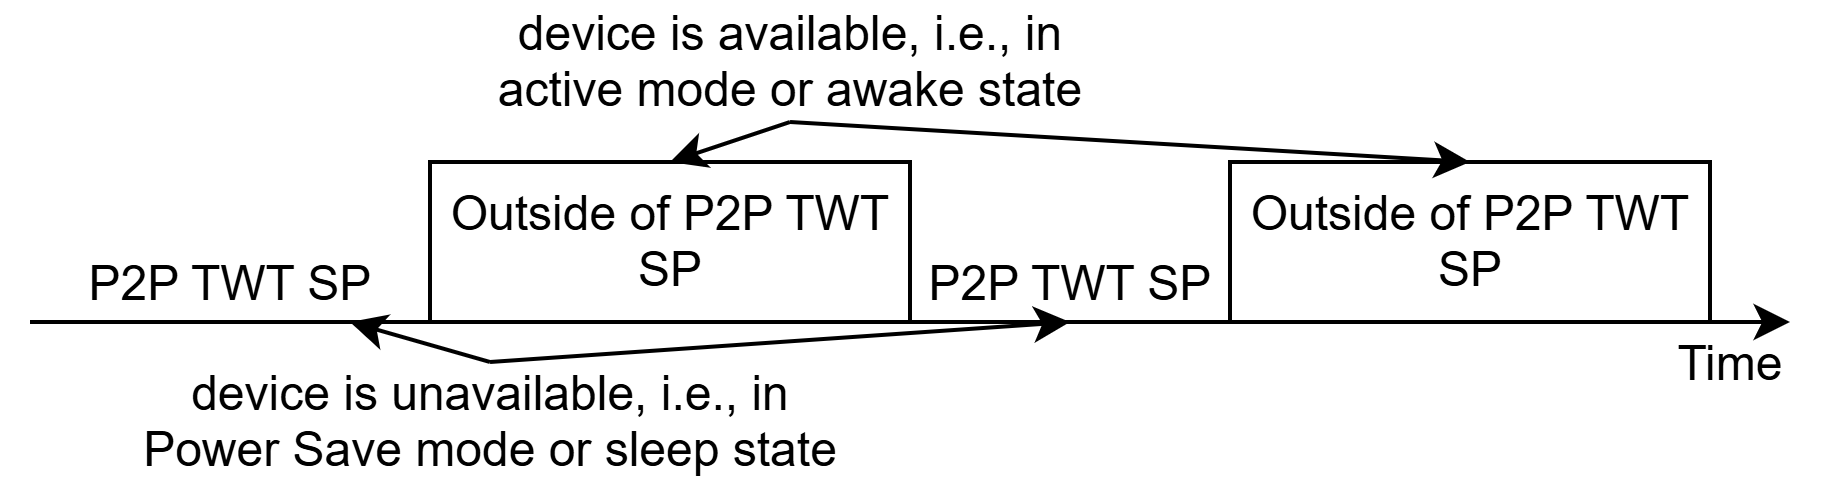 device is available, i.e., in
active mode or awake state
Outside of P2P TWT
SP
Outside of P2P TWT
SP
P2P TWT SP
P2P TWT SP
Time
device is unavailable, i.e., in
Power Save mode or sleep state